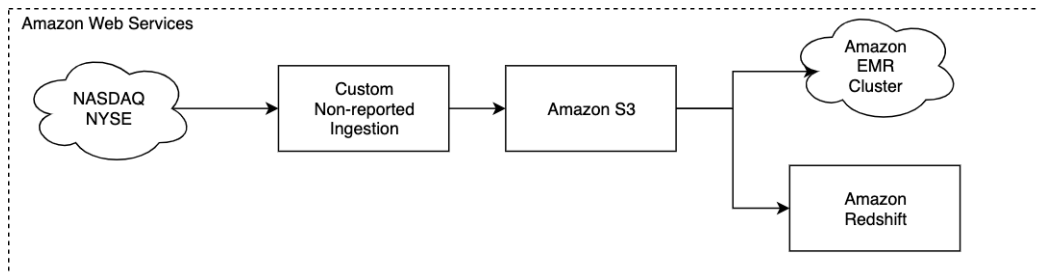 Amazon Web Services
NASDAQ
NYSE
Custom
Non-reported
Ingestion
Amazon S3
Amazon
EMR
Cluster
Amazon
Redshift